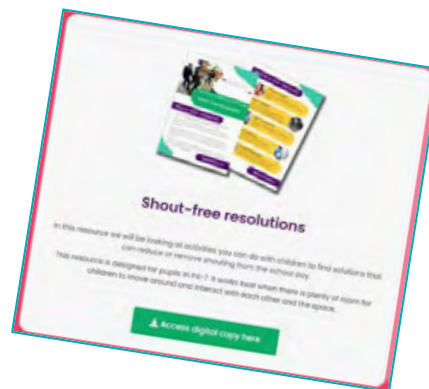 Shout-free resolutions
In this resource we will be looking at activities you can do with children to find solutions that
can reduce or remove shouting from the school day.
This resource is designed for pupils in P4-7. It works best when there is plenty of room for
children to move around and interact with each other and the space.
Access digital copy here